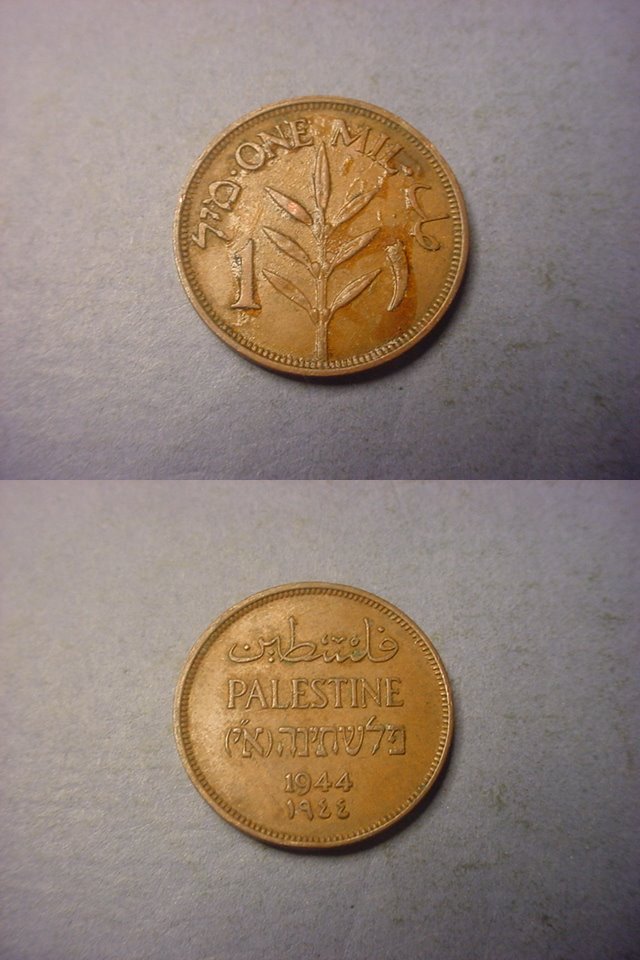 מיל · ONE MIL · مل
1 ١
فلسطين
PALESTINE
פלשתינה (א״י)
1944
١٩٤٤